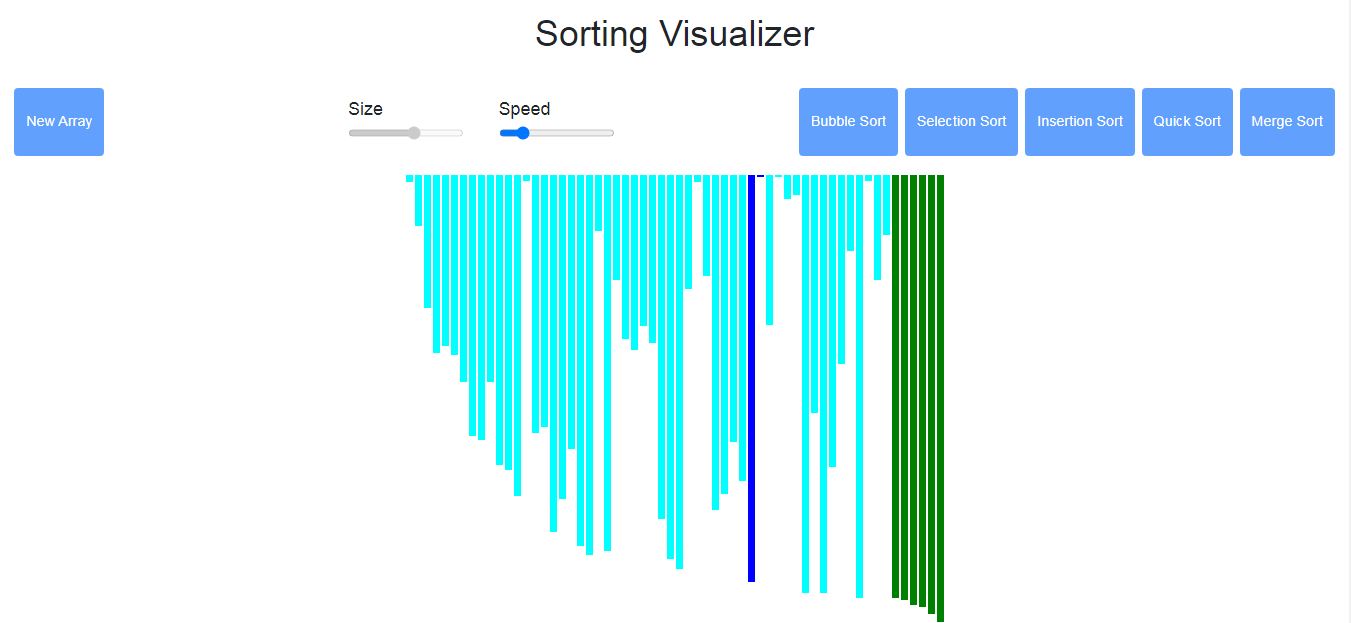 Sorting Visualizer
New Array
Size
Speed
Bubble Sort
Selection Sort
Insertion Sort
Quick Sort
Merge Sort